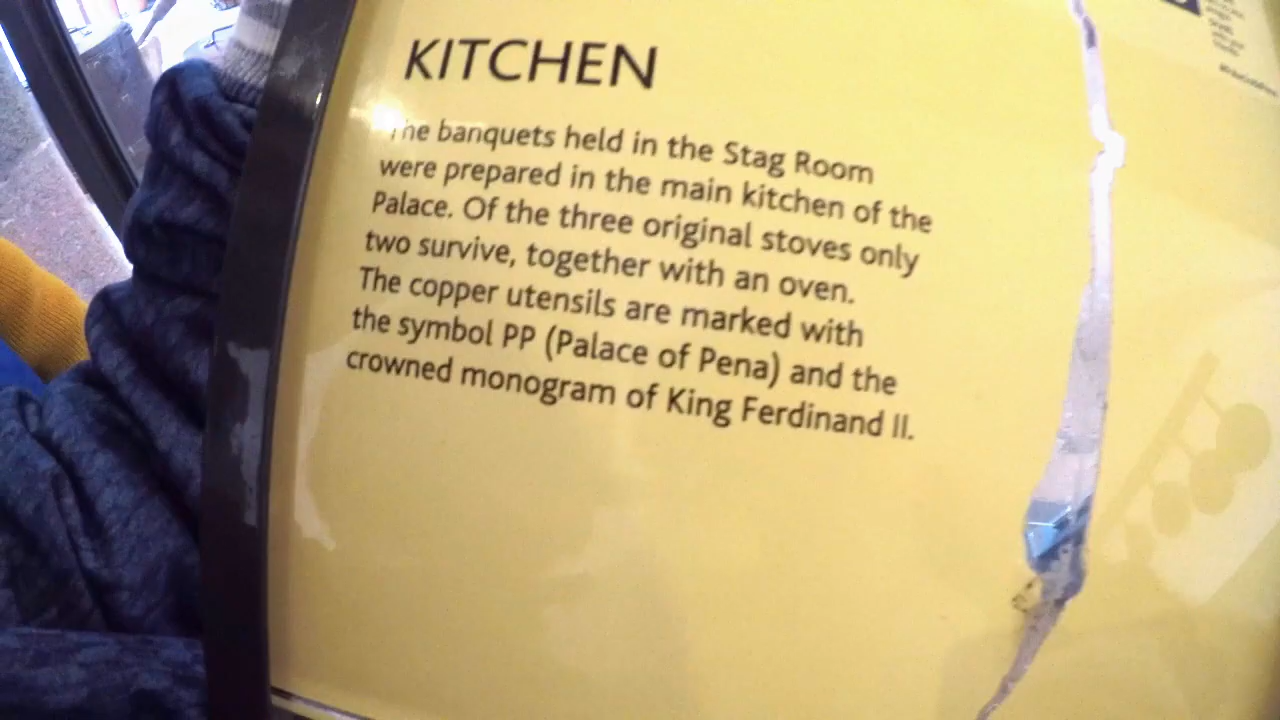 KITCHEN
The banquets held in the Stag Room
were prepared in the main kitchen of the
Palace. Of the three original stoves only
two survive, together with an oven.
The copper utensils are marked with
the symbol PP (Palace of Pena) and the
crowned monogram of King Ferdinand II.